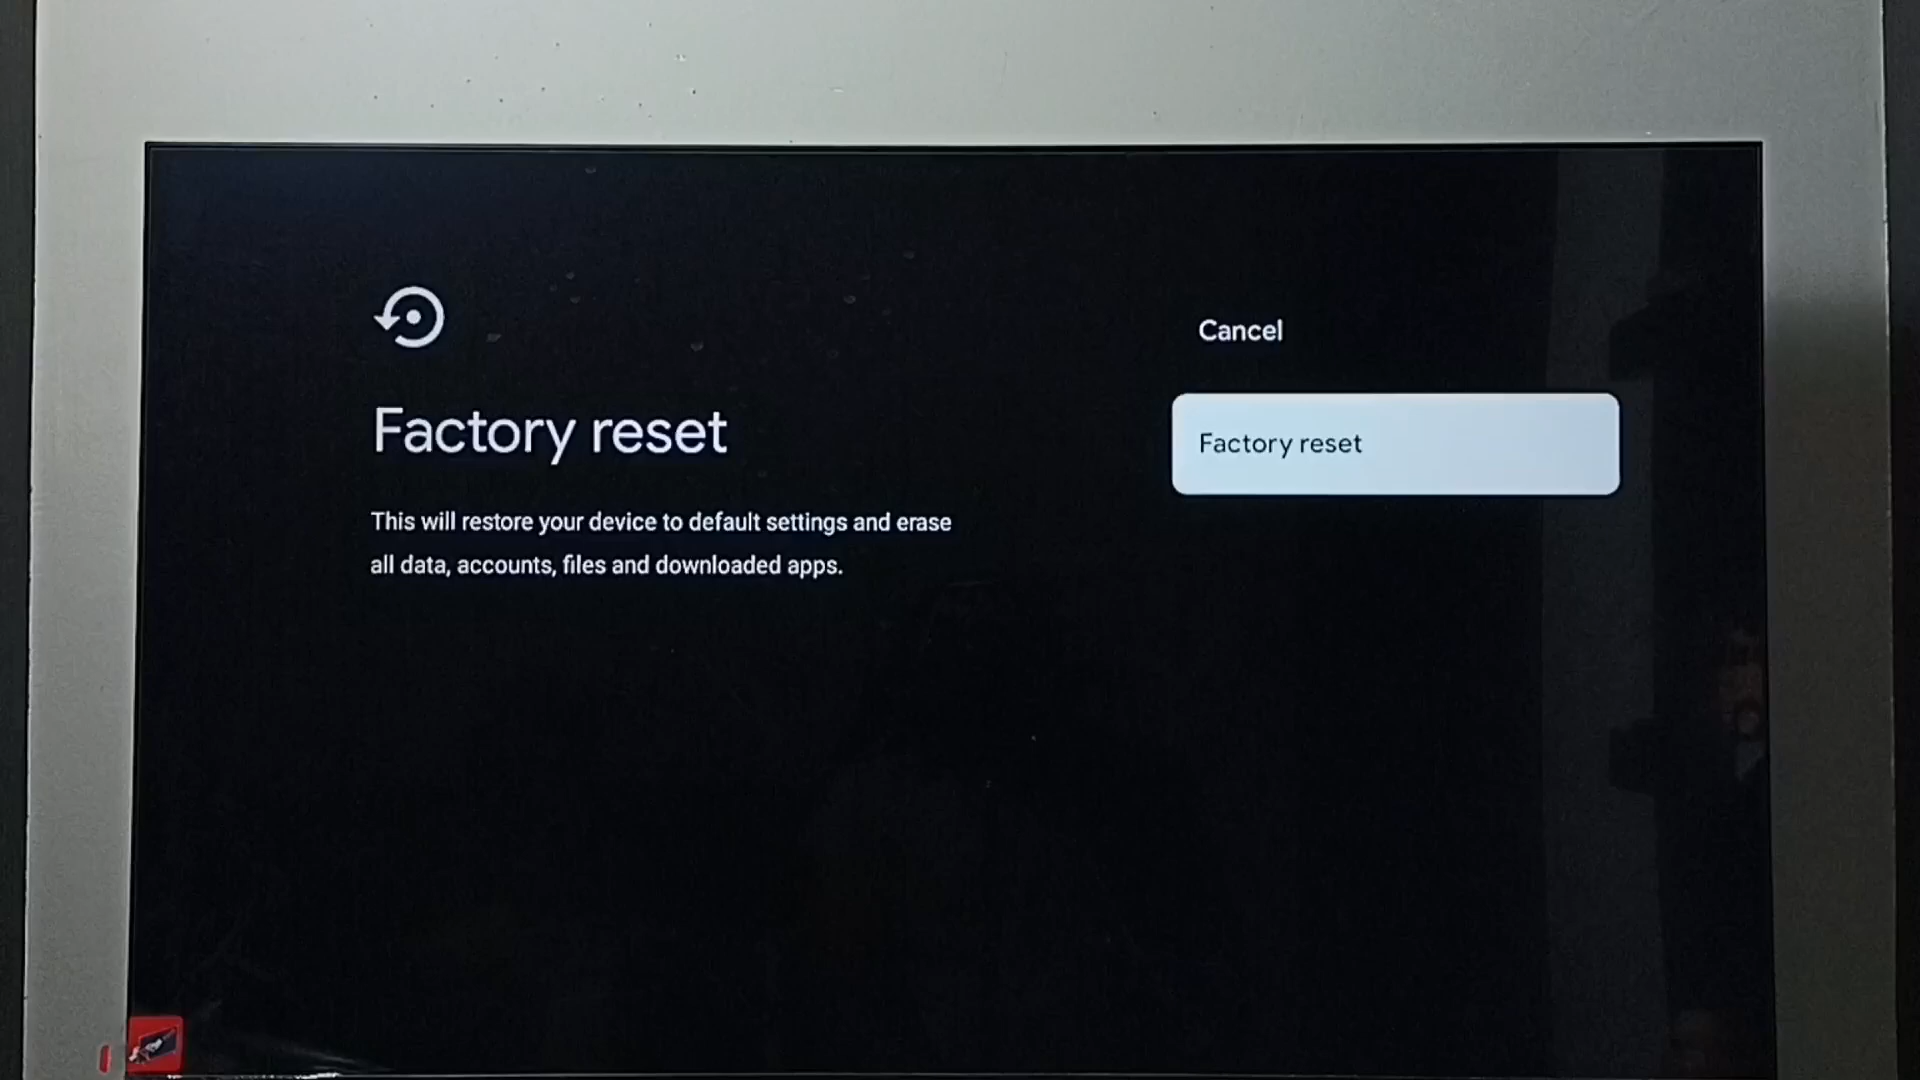 Factory reset
This will restore your device to default settings and erase
all data, accounts, files and downloaded apps.
Cancel
Factory reset